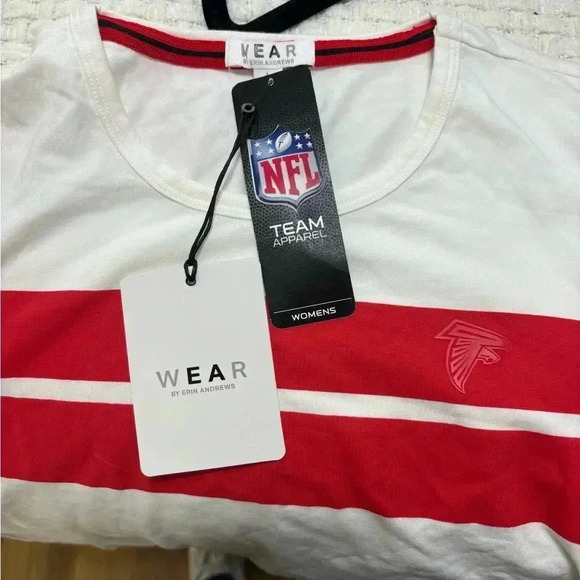 WEAR
BY ERIN ANDREWS
NFL
TEAM
APPAREL
WOMENS
WEAR
BY ERIN ANDREWS